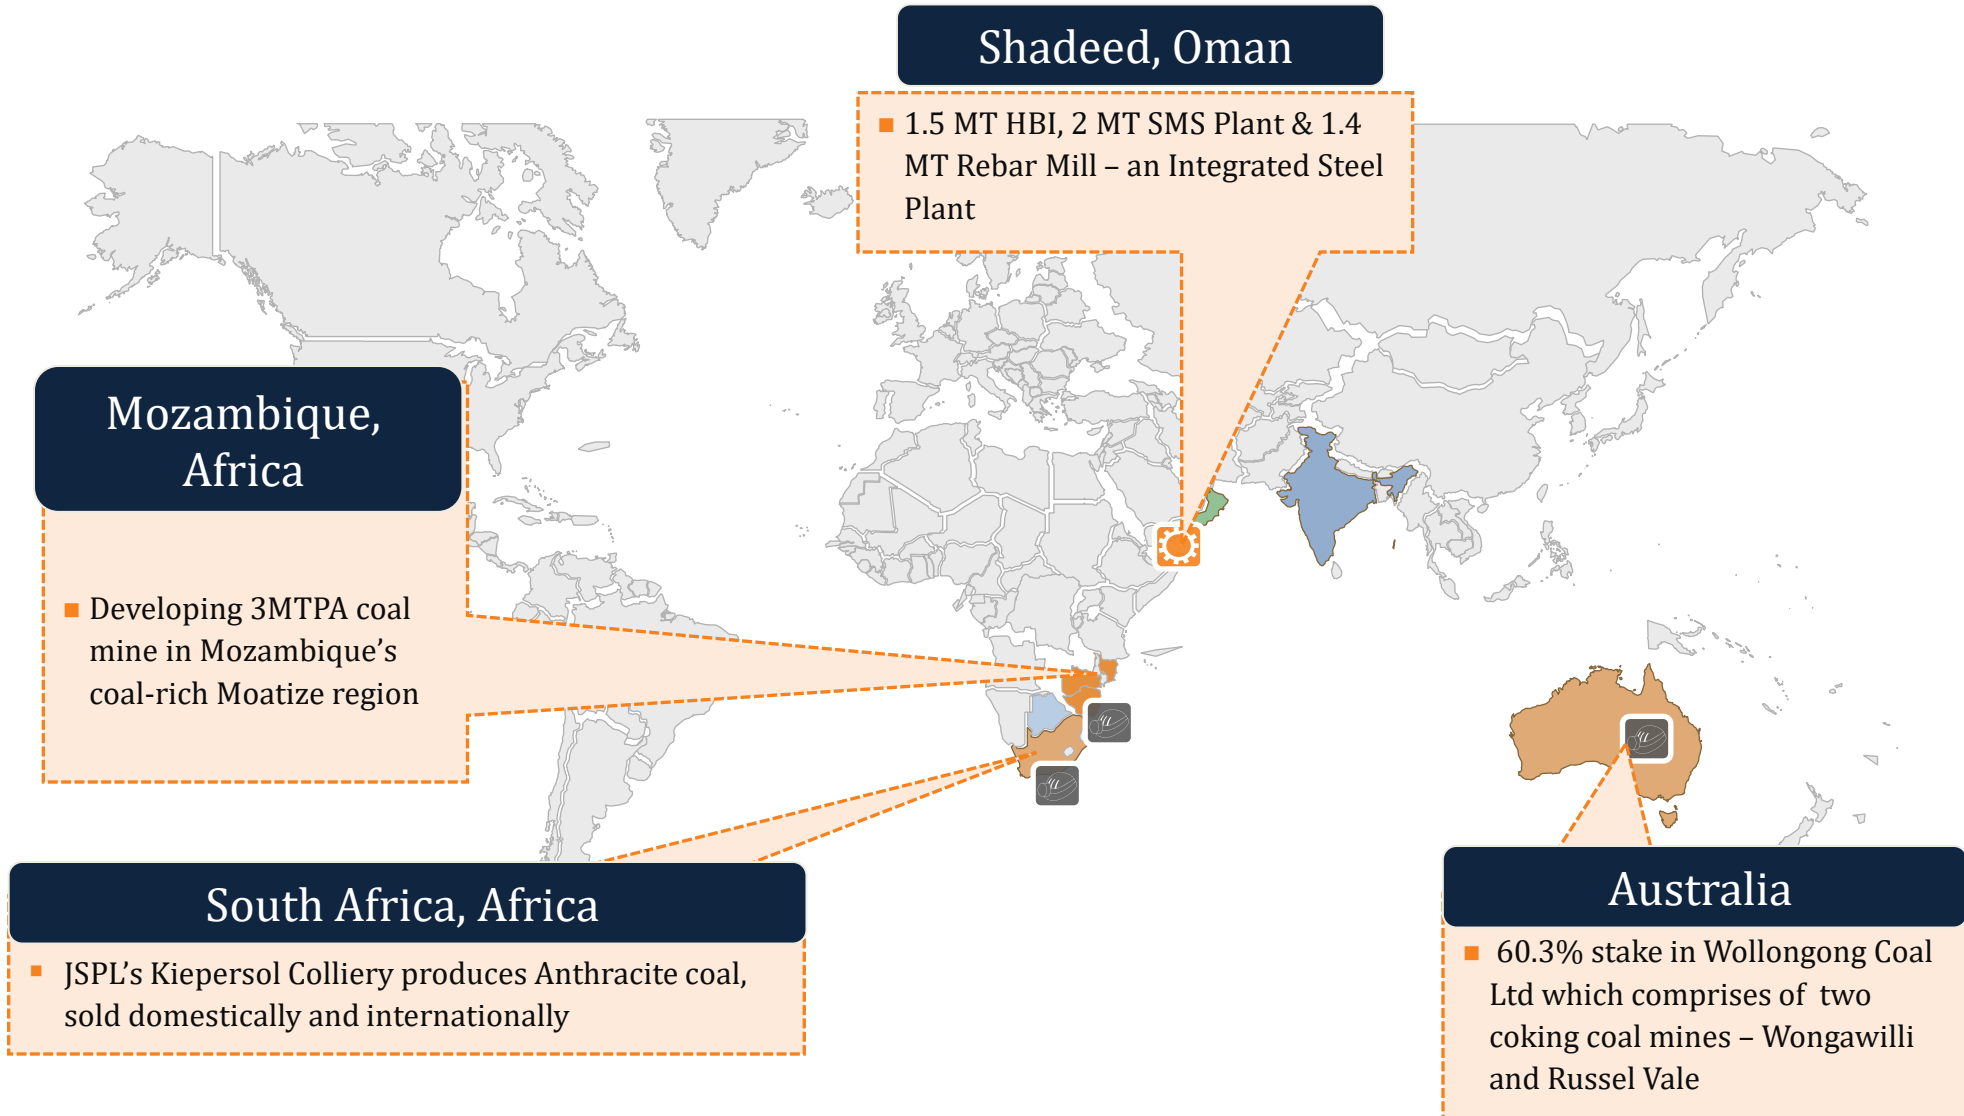 Shadeed, Oman
■ 1.5 MT HBI, 2 MT SMS Plant & 1.4
MT Rebar Mill – an Integrated Steel
Plant
Mozambique,
Africa
■ Developing 3MTPA coal
mine in Mozambique’s
coal-rich Moatize region
South Africa, Africa
■ JSPL’s Kiepersol Colliery produces Anthracite coal,
sold domestically and internationally
Australia
■ 60.3% stake in Wollongong Coal
Ltd which comprises of two
coking coal mines – Wongawilli
and Russel Vale